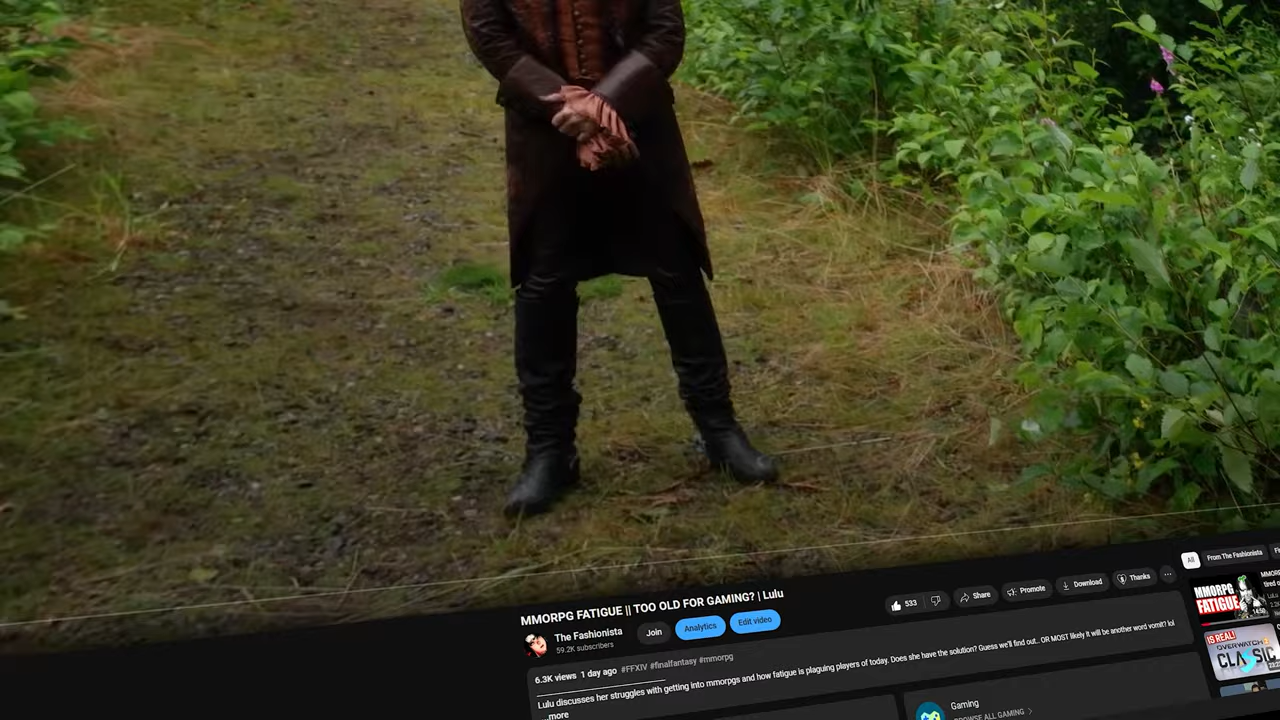 MMORPG FATIGUE || TOO OLD FOR GAMING? | Lulu
The Fashionista
59.2K subscribers
Join
Analytics
Edit video
533
Share
Promote
Download
Thanks
All
From The Fashionista
6.3K views 1 day ago #FFXIV #finalfantasy #mmorpg
Lulu discusses her struggles with getting into mmorpgs and how fatigue is plaguing players of today. Does she have the solution? Guess we'll find out... OR MOST likely it will be another word vomit! lol
...more
Gaming
BROWSE ALL GAMING
MMORPG
FATIGUE
14:50
IS REAL!
OVERWATCH
CLASSIC